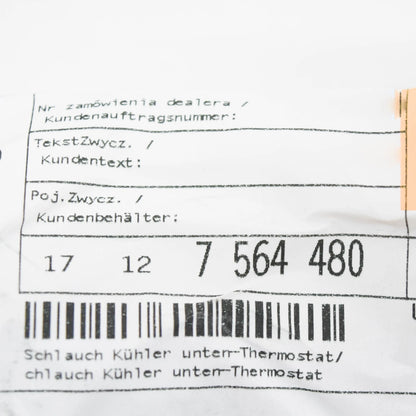 Nr zamówienia dealera /
Kundenauftragsnummer:
TekstZwycz. /
Kundentext:
Poj.Zwycz. /
Kundenbehälter:
17 12 7 564 480
Schlauch Kühler unten-Thermostat/
chlauch Kühler unten-Thermostat